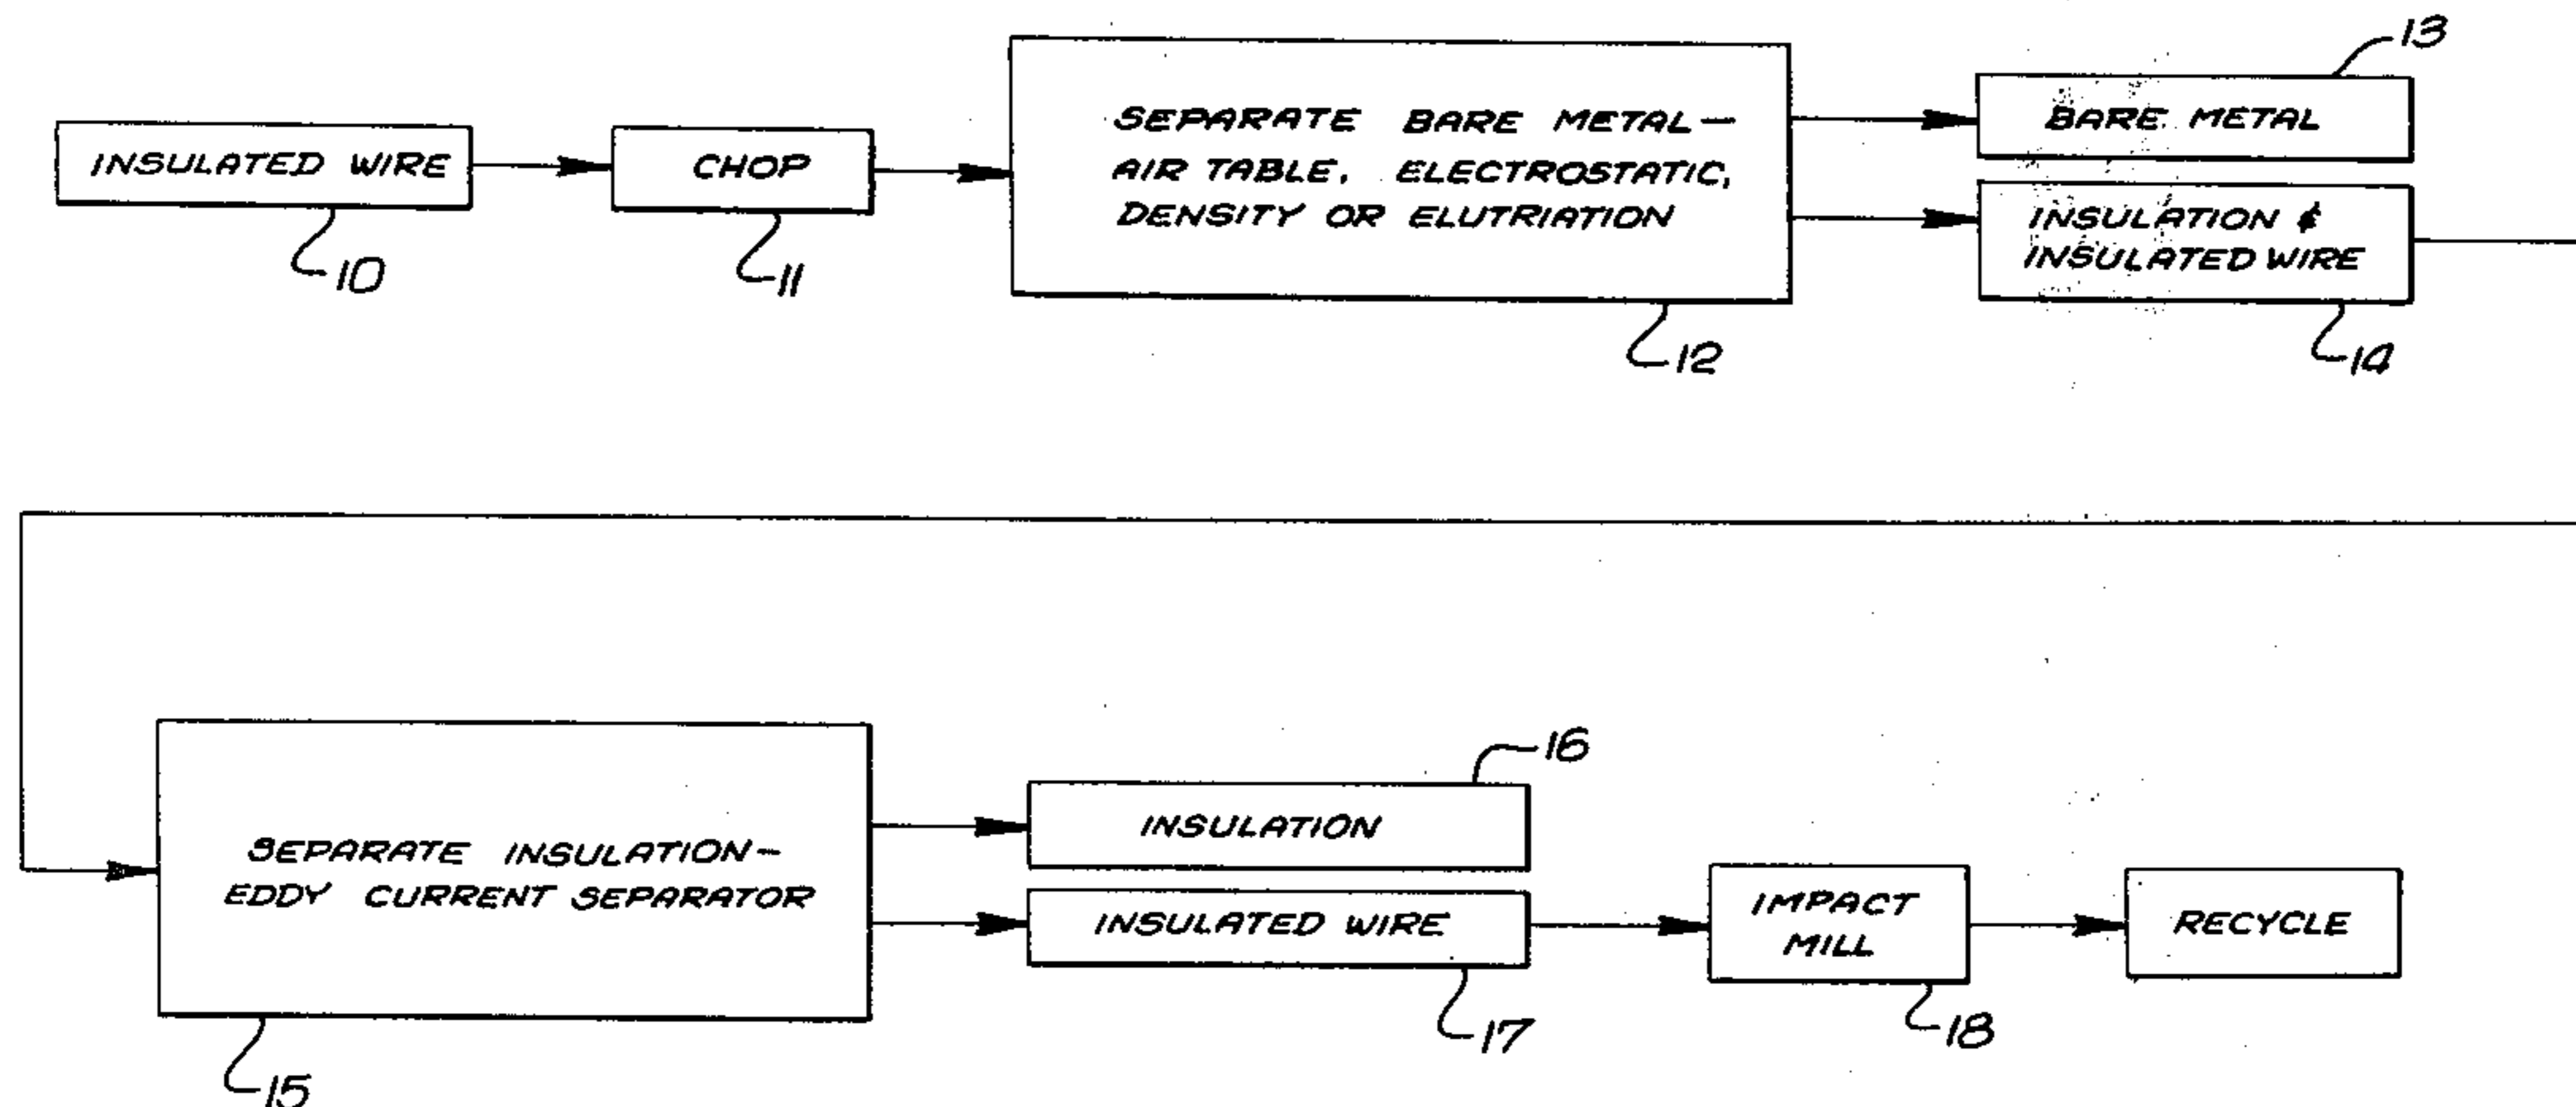 INSULATED WIRE
10
CHOP
11
SEPARATE BARE METAL—
AIR TABLE, ELECTROSTATIC,
DENSITY OR ELUTRIATION
12
BARE METAL
13
INSULATION &
INSULATED WIRE
14
SEPARATE INSULATION-
EDDY CURRENT SEPARATOR
15
INSULATION
16
INSULATED WIRE
17
IMPACT
MILL
18
RECYCLE